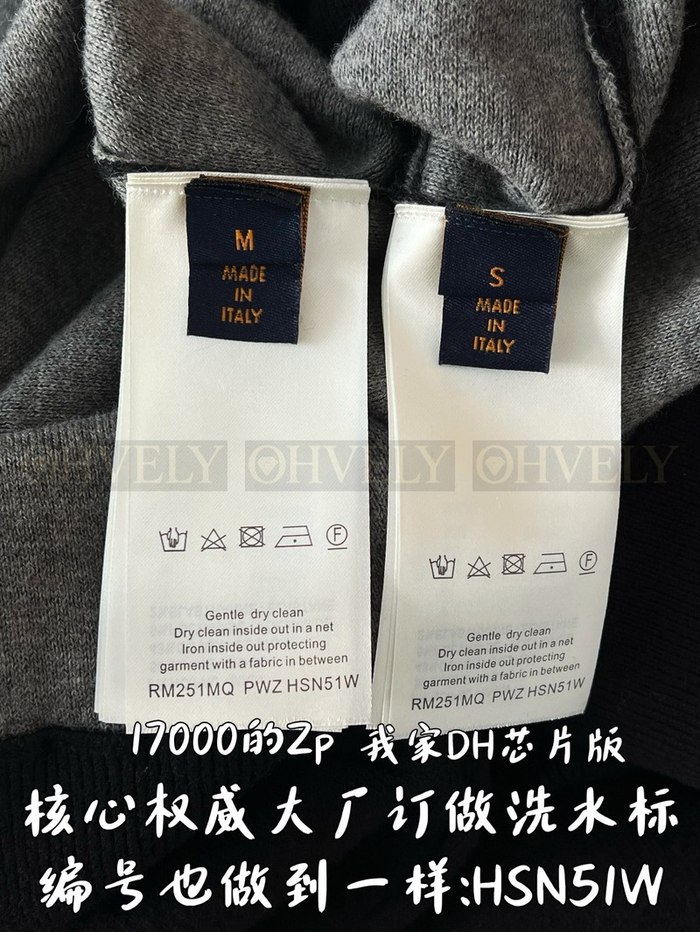 M
MADE
IN
ITALY
S
MADE
IN
ITALY
OHVELY OHVELY OHVELY
F
Gentle dry clean
Dry clean inside out in a net
Iron inside out protecting
garment with a fabric in between
RM251MQ PWZ HSN51W
F
Gentle dry clean
Dry clean inside out in a net
Iron inside out protecting
garment with a fabric in between
RM251MQ PWZ HSN51W
17000的Zp 我家DH芯片版
核心权威大厂订做洗水标
编号也做到一样:HSN51W